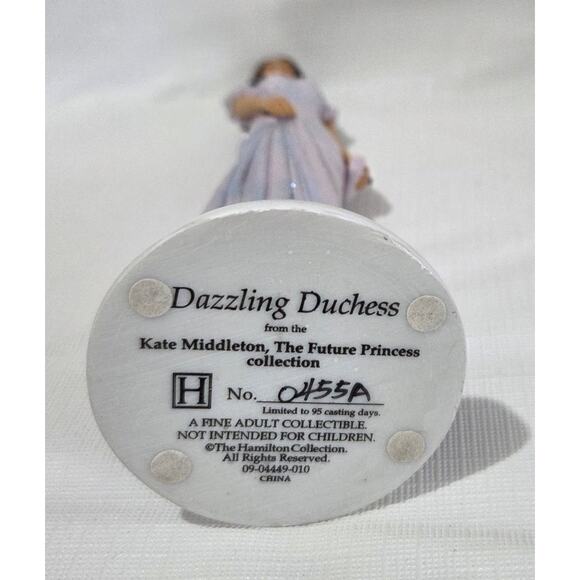 Dazzling Duchess
from the
Kate Middleton, The Future Princess
collection
H No. 0455A
Limited to 95 casting days.
A FINE ADULT COLLECTIBLE.
NOT INTENDED FOR CHILDREN.
©The Hamilton Collection.
All Rights Reserved.
09-04449-010
CHINA